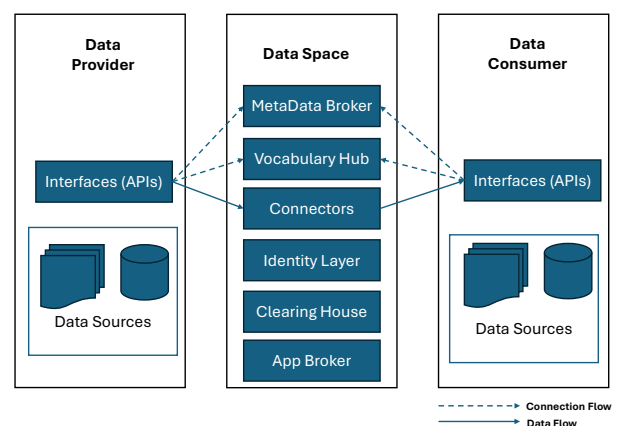 Data
Provider
Interfaces (APIs)
Data Sources
Data Space
MetaData Broker
Vocabulary Hub
Connectors
Identity Layer
Clearing House
App Broker
Data
Consumer
Interfaces (APIs)
Data Sources
Connection Flow
Data Flow